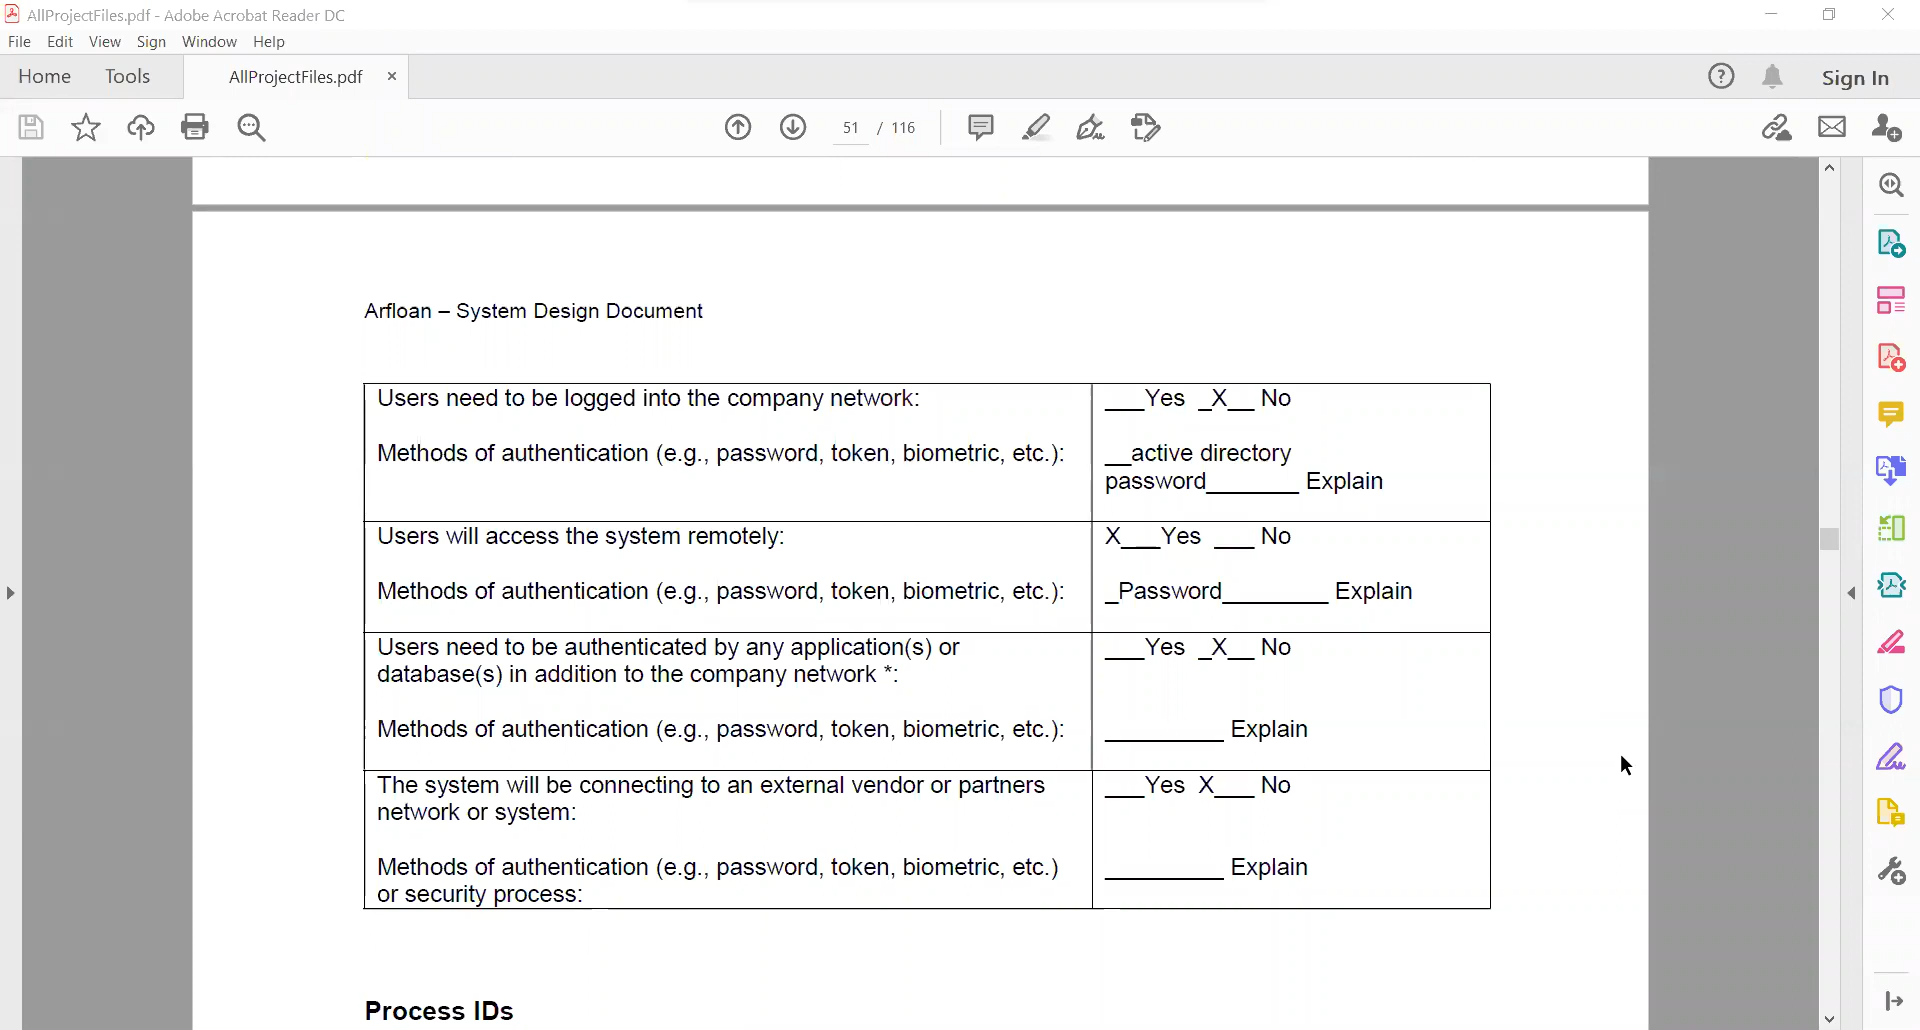 AllProjectFiles.pdf - Adobe Acrobat Reader DC
File Edit View Sign Window Help
Home Tools AllProjectFiles.pdf × Sign In
51 / 116
Arfloan – System Design Document
Users need to be logged into the company network: ___Yes _X__ No
Methods of authentication (e.g., password, token, biometric, etc.): __active directory
password_______ Explain
Users will access the system remotely: X___Yes ___ No
Methods of authentication (e.g., password, token, biometric, etc.): _Password________ Explain
Users need to be authenticated by any application(s) or ___Yes _X__ No
database(s) in addition to the company network *:
Methods of authentication (e.g., password, token, biometric, etc.): _________ Explain
The system will be connecting to an external vendor or partners ___Yes X___ No
network or system:
Methods of authentication (e.g., password, token, biometric, etc.) _________ Explain
or security process:
Process IDs